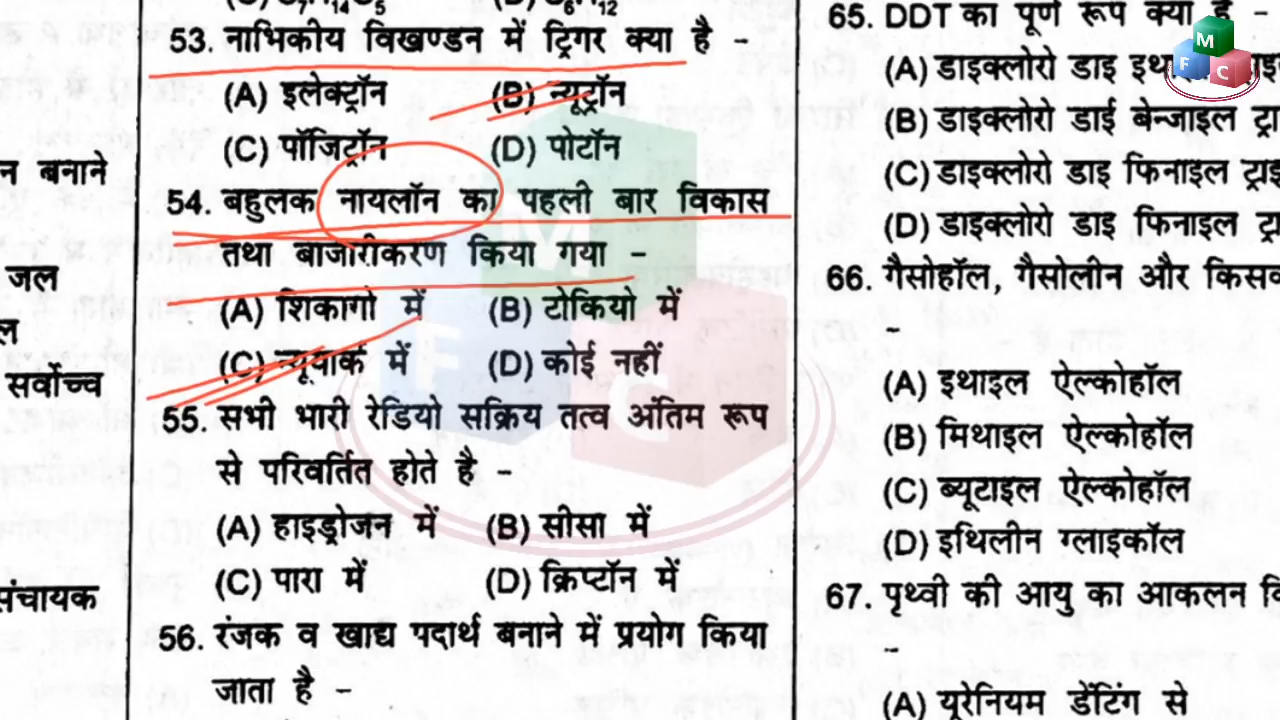 53. नाभिकीय विखण्डन में ट्रिगर क्या है -
(A) इलेक्ट्रॉन (B) न्यूट्रॉन
(C) पॉजिट्रॉन (D) पोटॉन
54. बहुलक नायलॉन का पहली बार विकास
तथा बाजारीकरण किया गया -
(A) शिकागो में (B) टोकियो में
(C) न्यूयार्क में (D) कोई नहीं
55. सभी भारी रेडियो सक्रिय तत्व अंतिम रूप
से परिवर्तित होते है -
(A) हाइड्रोजन में (B) सीसा में
(C) पारा में (D) क्रिप्टॉन में
56. रंजक व खाद्य पदार्थ बनाने में प्रयोग किया
जाता है -
न बनाने
जल
ल
सर्वोच्च
संचायक
65. DDT का पूर्ण रूप क्या है -
(A) डाइक्लोरो डाइ
(B) डाइक्लोरो डाई बेन्जाइल
(C) डाइक्लोरो डाइ फिनाइल
(D) डाइक्लोरो डाइ फिनाइल
66. गैसोहॉल, गैसोलीन और
-
(A) इथाइल ऐल्कोहॉल
(B) मिथाइल ऐल्कोहॉल
(C) ब्यूटाइल ऐल्कोहॉल
(D) इथिलीन ग्लाइकॉल
67. पृथ्वी की आयु का आकलन
-
(A) यूरेनियम डेंटिंग से
M
F C
M
F C